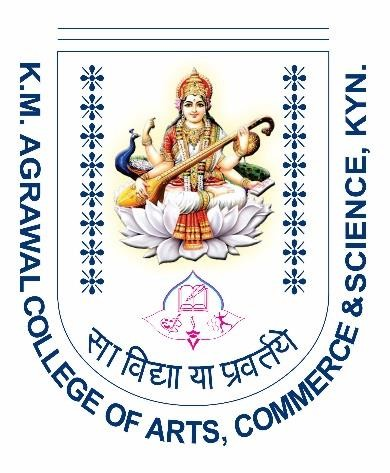 K.M. AGRAWAL COLLEGE OF ARTS, COMMERCE & SCIENCE, KYN.
सा विद्या या प्रवर्तये